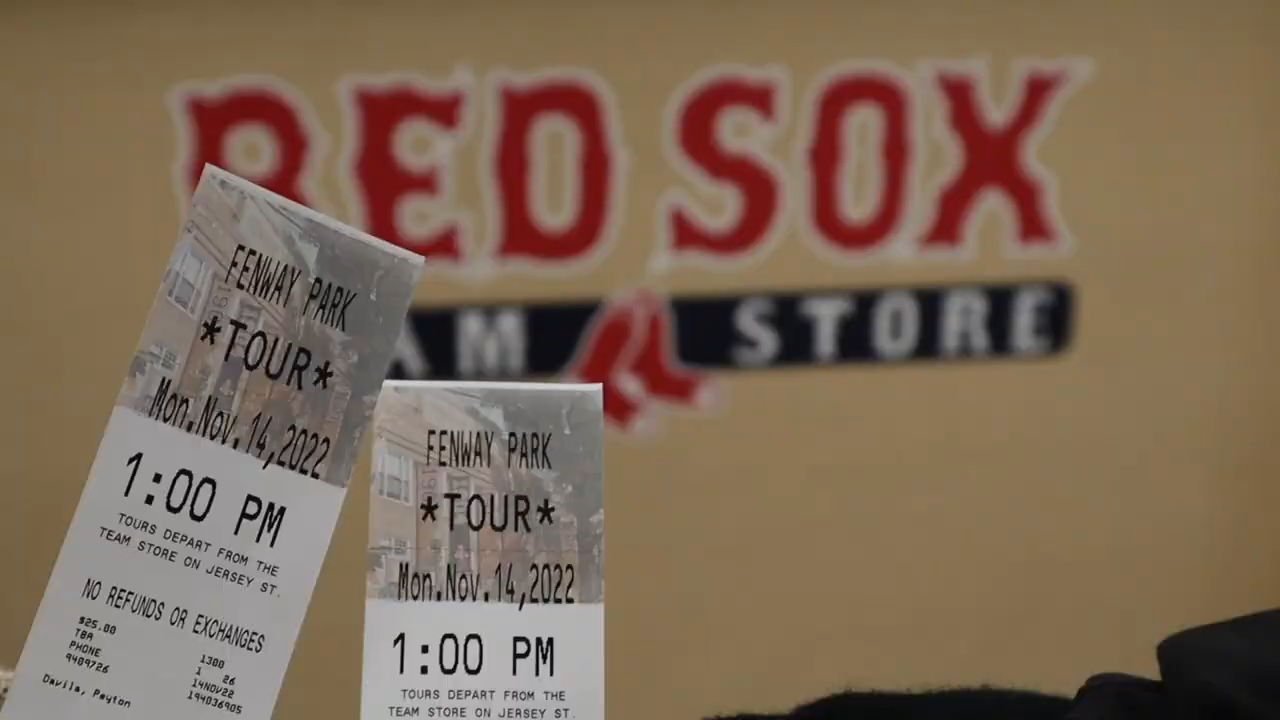 RED SOX
AM STORE
FENWAY PARK
*TOUR*
Mon.Nov.14,2022
1:00 PM
TOURS DEPART FROM THE
TEAM STORE ON JERSEY ST.
NO REFUNDS OR EXCHANGES
$25.00 1300
TBA 1 26
PHONE 14NOV22
9409726 194036905
Davila, Payton
FENWAY PARK
*TOUR*
Mon.Nov.14,2022
1:00 PM
TOURS DEPART FROM THE
TEAM STORE ON JERSEY ST.